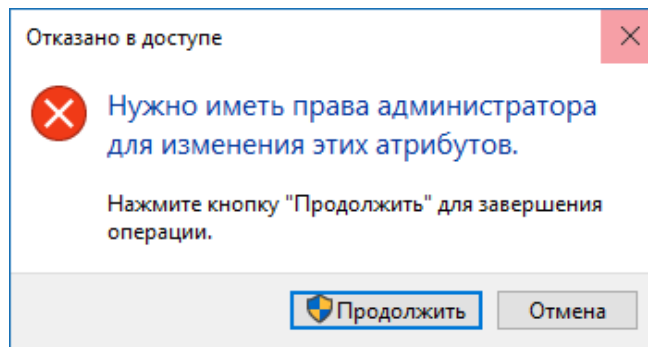 Отказано в доступе
Нужно иметь права администратора
для изменения этих атрибутов.
Нажмите кнопку "Продолжить" для завершения
операции.
Продолжить Отмена